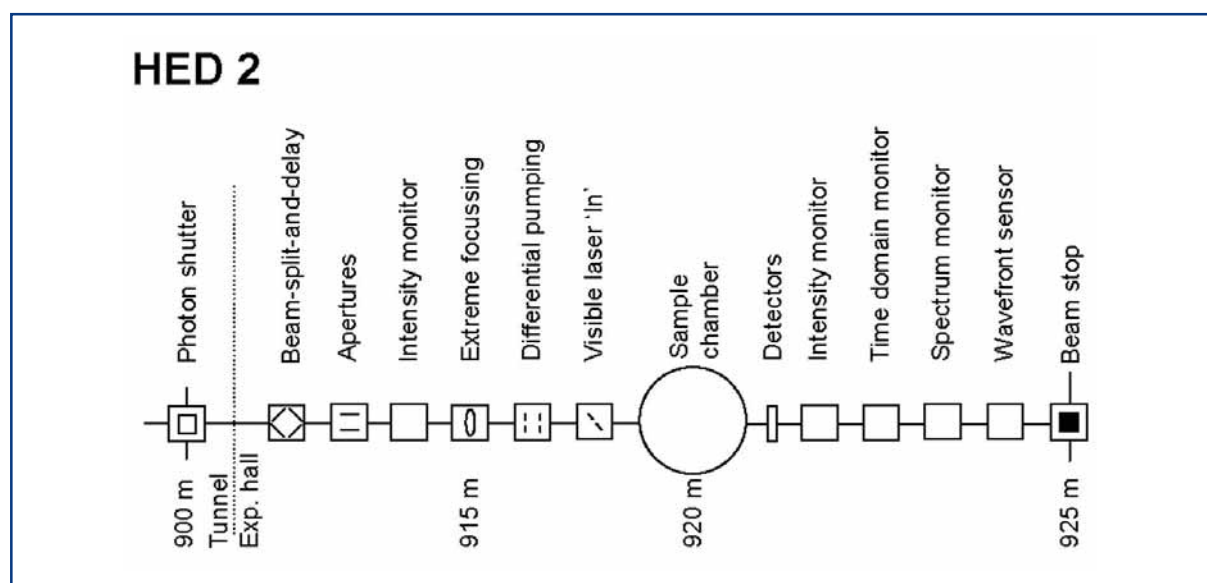 HED 2
Photon shutter
Beam-split-and-delay
Apertures
Intensity monitor
Extreme focussing
Differential pumping
Visible laser 'In'
Sample
chamber
Detectors
Intensity monitor
Time domain monitor
Spectrum monitor
Wavefront sensor
Beam stop
900 m
Tunnel
Exp. hall
915 m
920 m
925 m